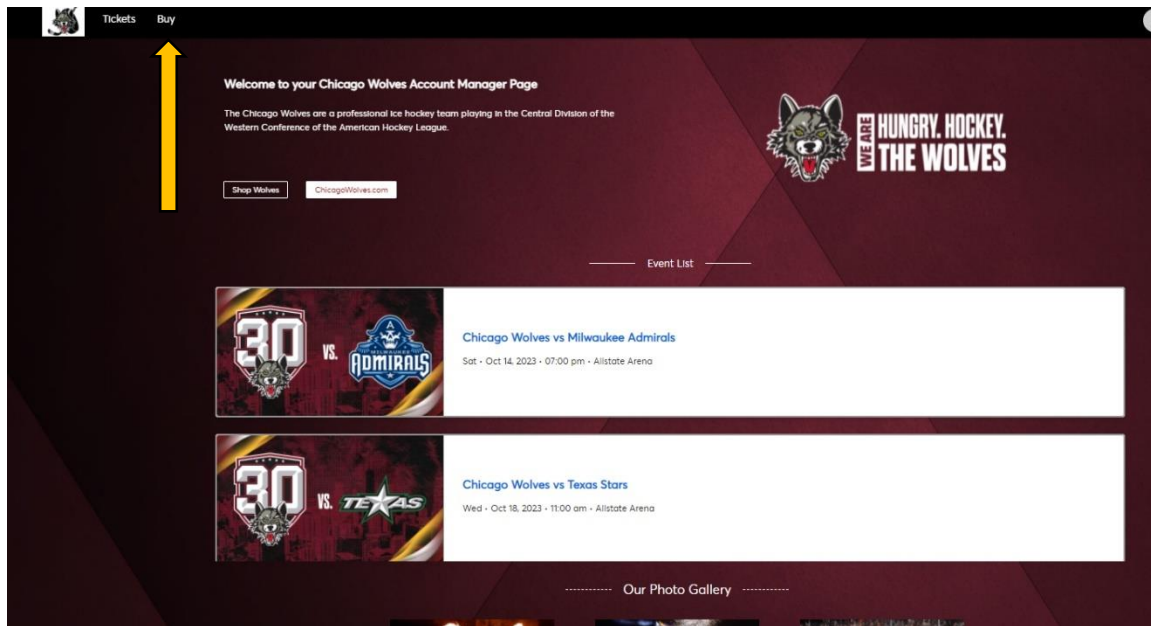 Tickets Buy
Welcome to your Chicago Wolves Account Manager Page
The Chicago Wolves are a professional ice hockey team playing in the Central Division of the
Western Conference of the American Hockey League.
Shop Wolves ChicagoWolves.com
WE ARE
HUNGRY. HOCKEY.
THE WOLVES
Event List
30 VS. MILWAUKEE ADMIRALS
Chicago Wolves vs Milwaukee Admirals
Sat • Oct 14, 2023 • 07:00 pm • Allstate Arena
30 VS. TEXAS
Chicago Wolves vs Texas Stars
Wed • Oct 18, 2023 • 11:00 am • Allstate Arena
Our Photo Gallery